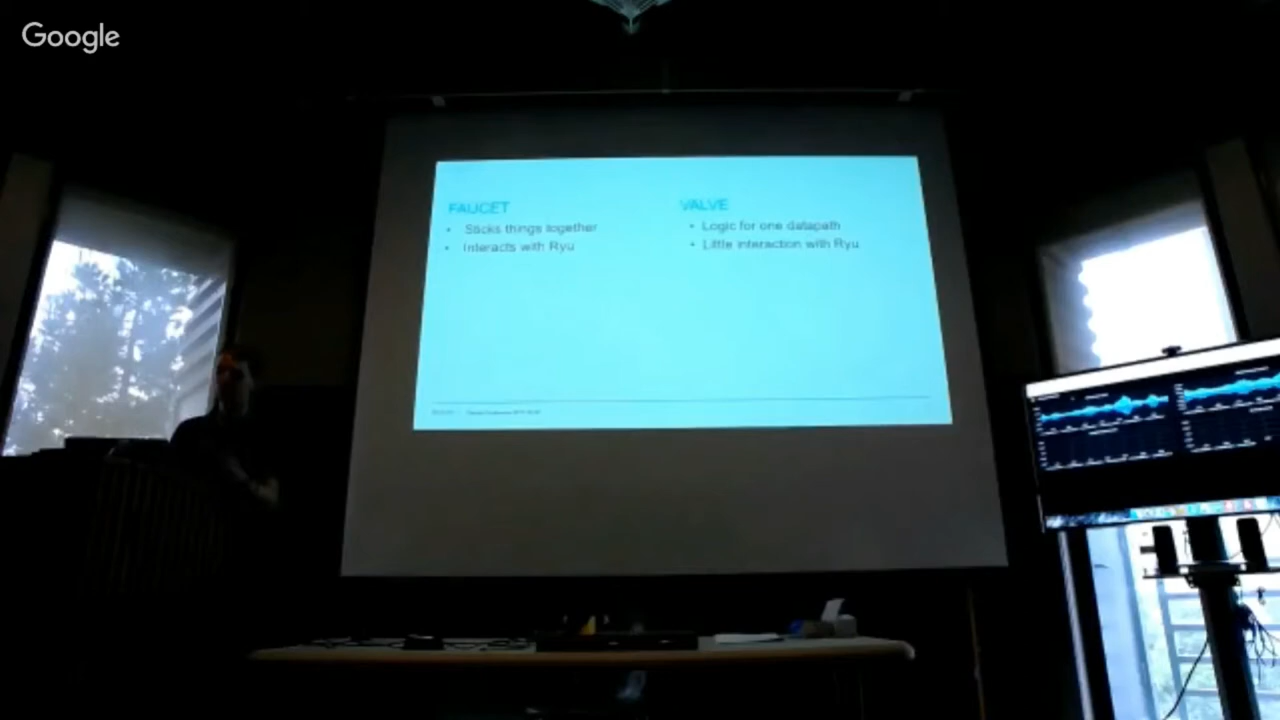 Google
FAUCET
• Sticks things together
• Interacts with Ryu
VALVE
• Logic for one datapath
• Little interaction with Ryu